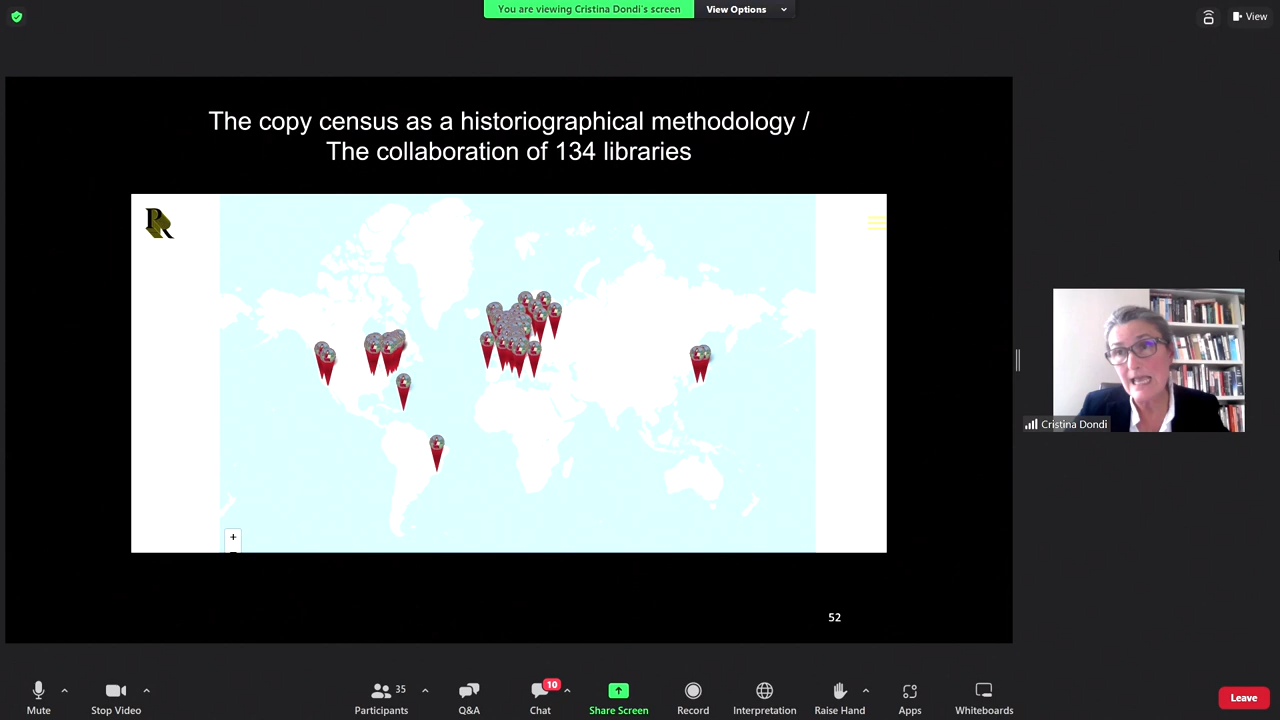 You are viewing Cristina Dondi's screen
View Options
View
The copy census as a historiographical methodology /
The collaboration of 134 libraries
PR
+
Cristina Dondi
52
Mute
Stop Video
35
Participants
Q&A
10
Chat
Share Screen
Record
Interpretation
Raise Hand
Apps
Whiteboards
Leave